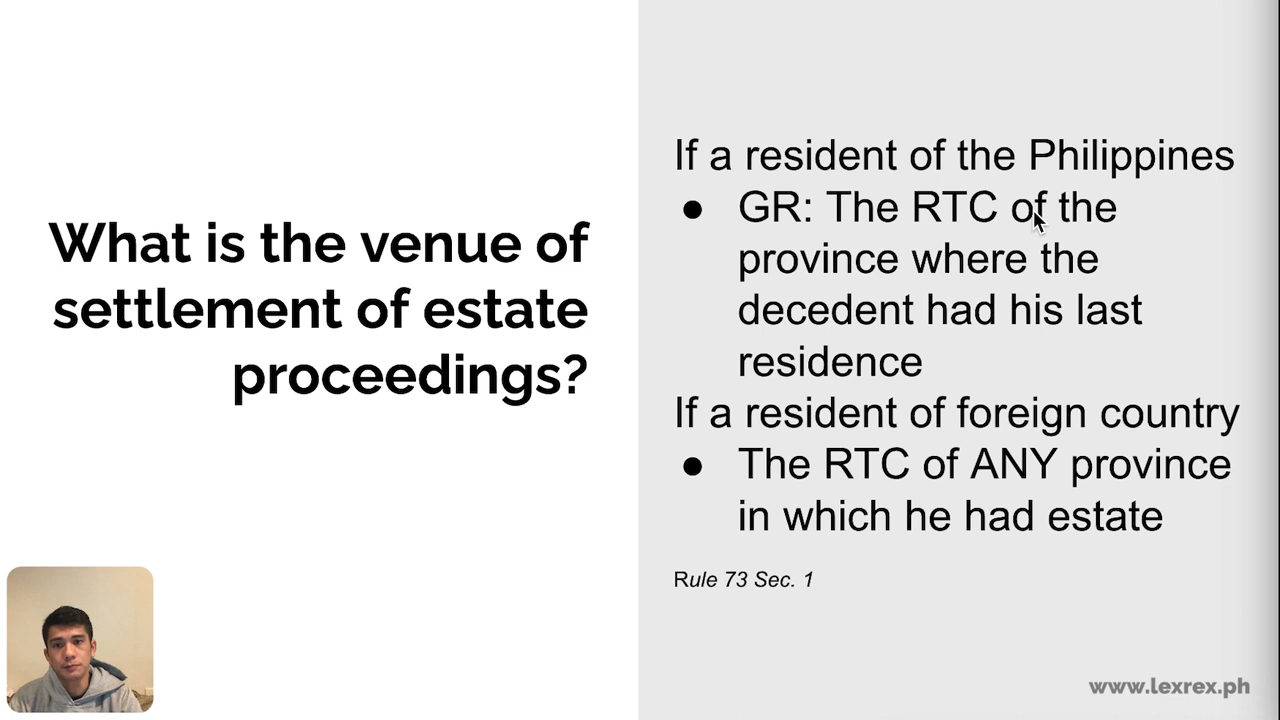 What is the venue of
settlement of estate
proceedings?
If a resident of the Philippines
● GR: The RTC of the
province where the
decedent had his last
residence
If a resident of foreign country
● The RTC of ANY province
in which he had estate
Rule 73 Sec. 1
www.lexrex.ph